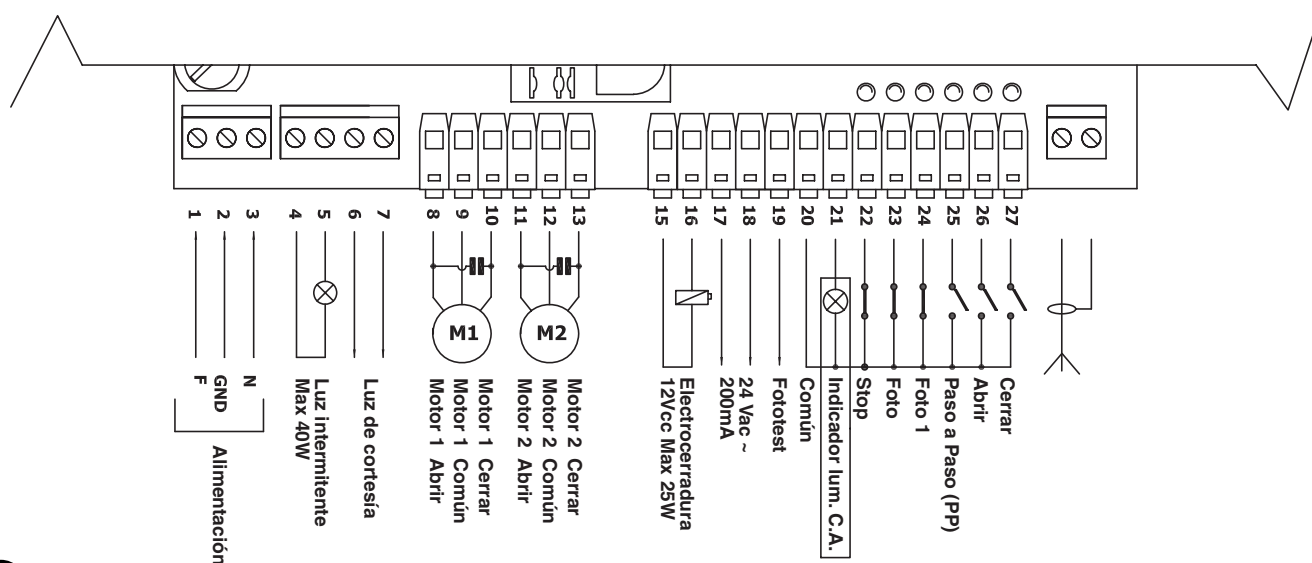 1
2
3
4
5
6
7
8
9
10
11
12
13
15
16
17
18
19
20
21
22
23
24
25
26
27
M1
M2
F
GND
N
Alimentación
Luz intermitente
Max 40W
Luz de cortesía
Motor 1 Abrir
Motor 1 Común
Motor 1 Cerrar
Motor 2 Abrir
Motor 2 Común
Motor 2 Cerrar
Electrocerradura
12Vcc Max 25W
24 Vac ~
200mA
Fototest
Común
Indicador lum. C.A.
Stop
Foto
Foto 1
Paso a Paso (PP)
Abrir
Cerrar